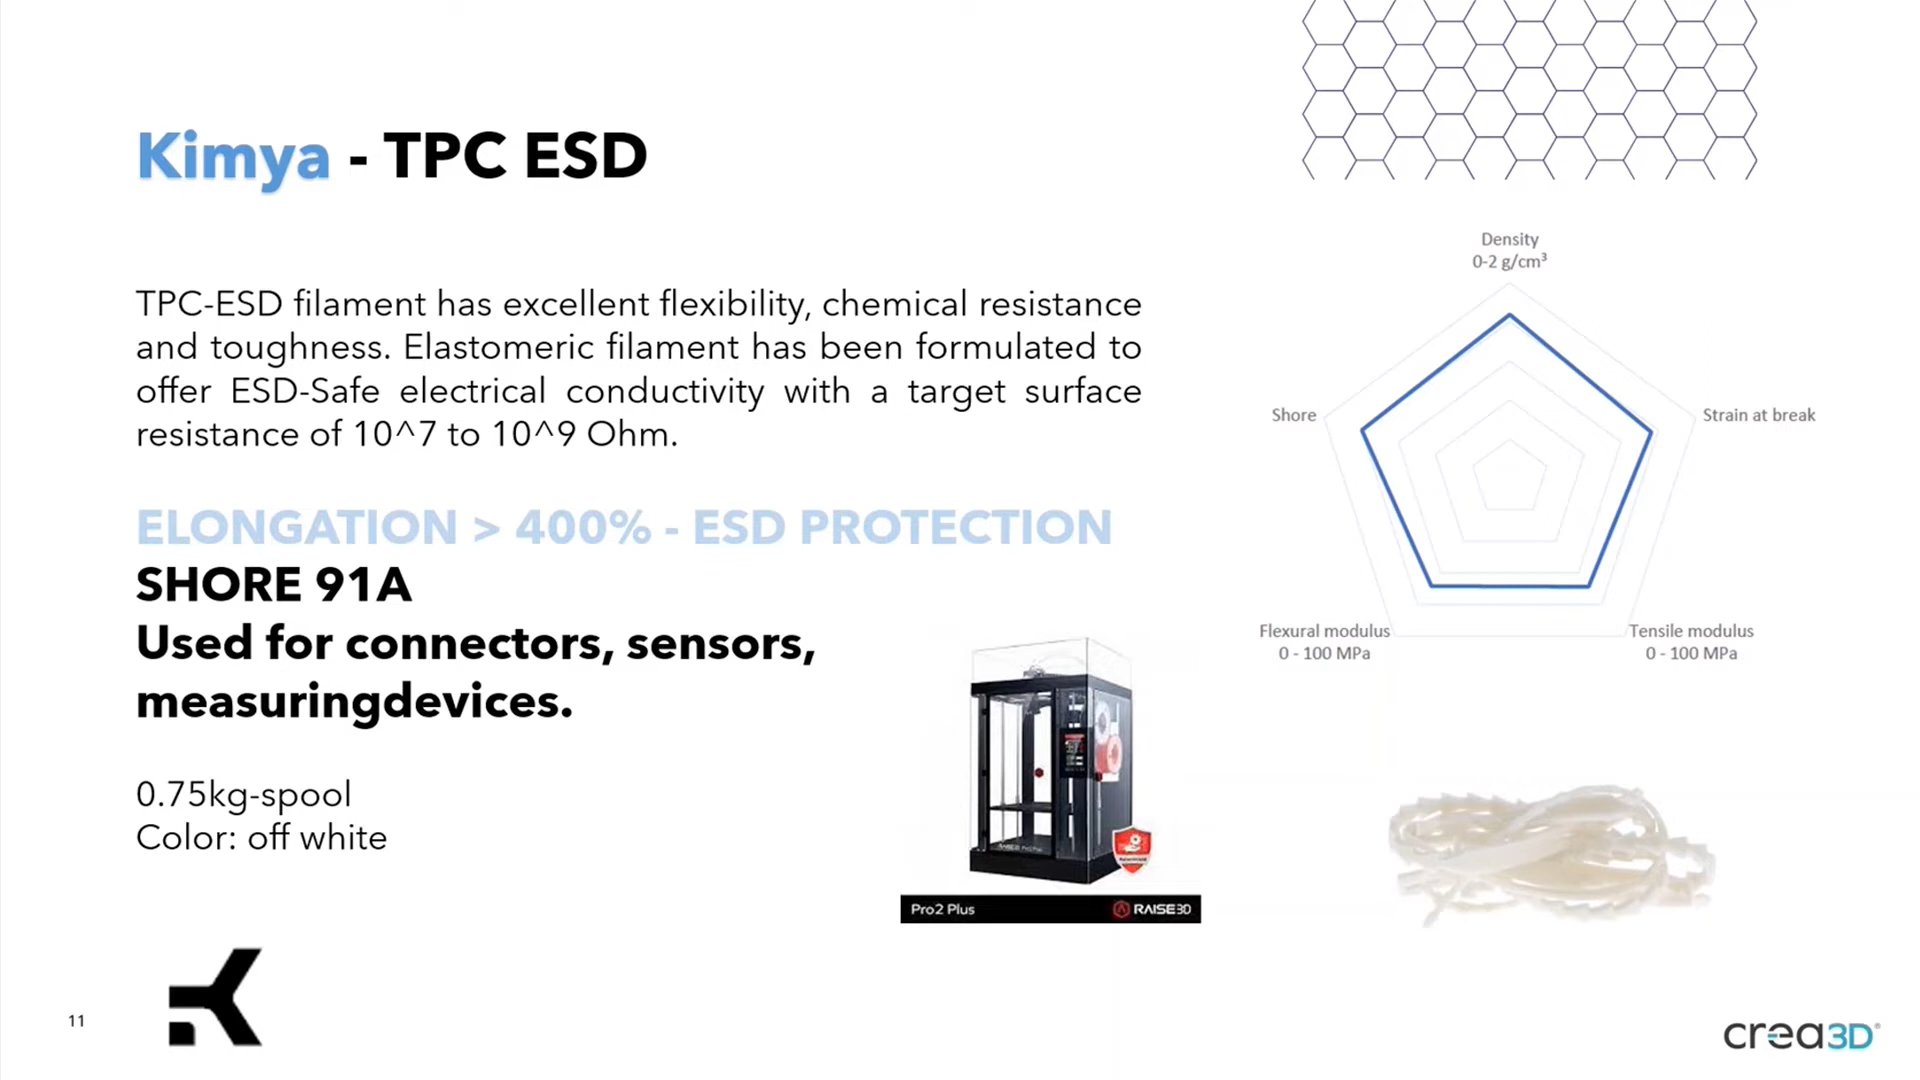 Kimya - TPC ESD
Density
0-2 g/cm³
TPC-ESD filament has excellent flexibility, chemical resistance
and toughness. Elastomeric filament has been formulated to
offer ESD-Safe electrical conductivity with a target surface
resistance of 10^7 to 10^9 Ohm.
Shore
Strain at break
ELONGATION > 400% - ESD PROTECTION
SHORE 91A
Used for connectors, sensors,
measuringdevices.
Flexural modulus
0 - 100 MPa
Tensile modulus
0 - 100 MPa
0.75kg-spool
Color: off white
Pro2 Plus
RAISE3D
11
crea3D®